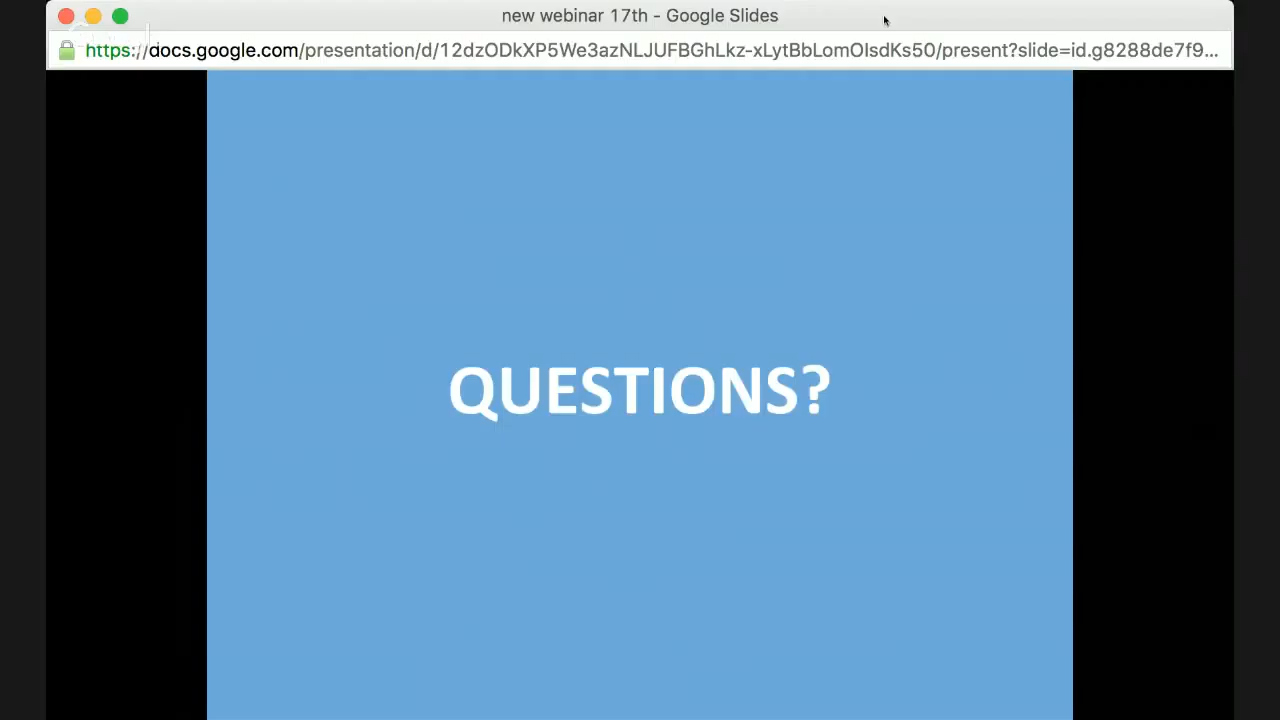 new webinar 17th - Google Slides
https://docs.google.com/presentation/d/12dzODkXP5We3azNLJUFBGhLkz-xLytBbLomOIsdKs50/present?slide=id.g8288de7f9...
QUESTIONS?